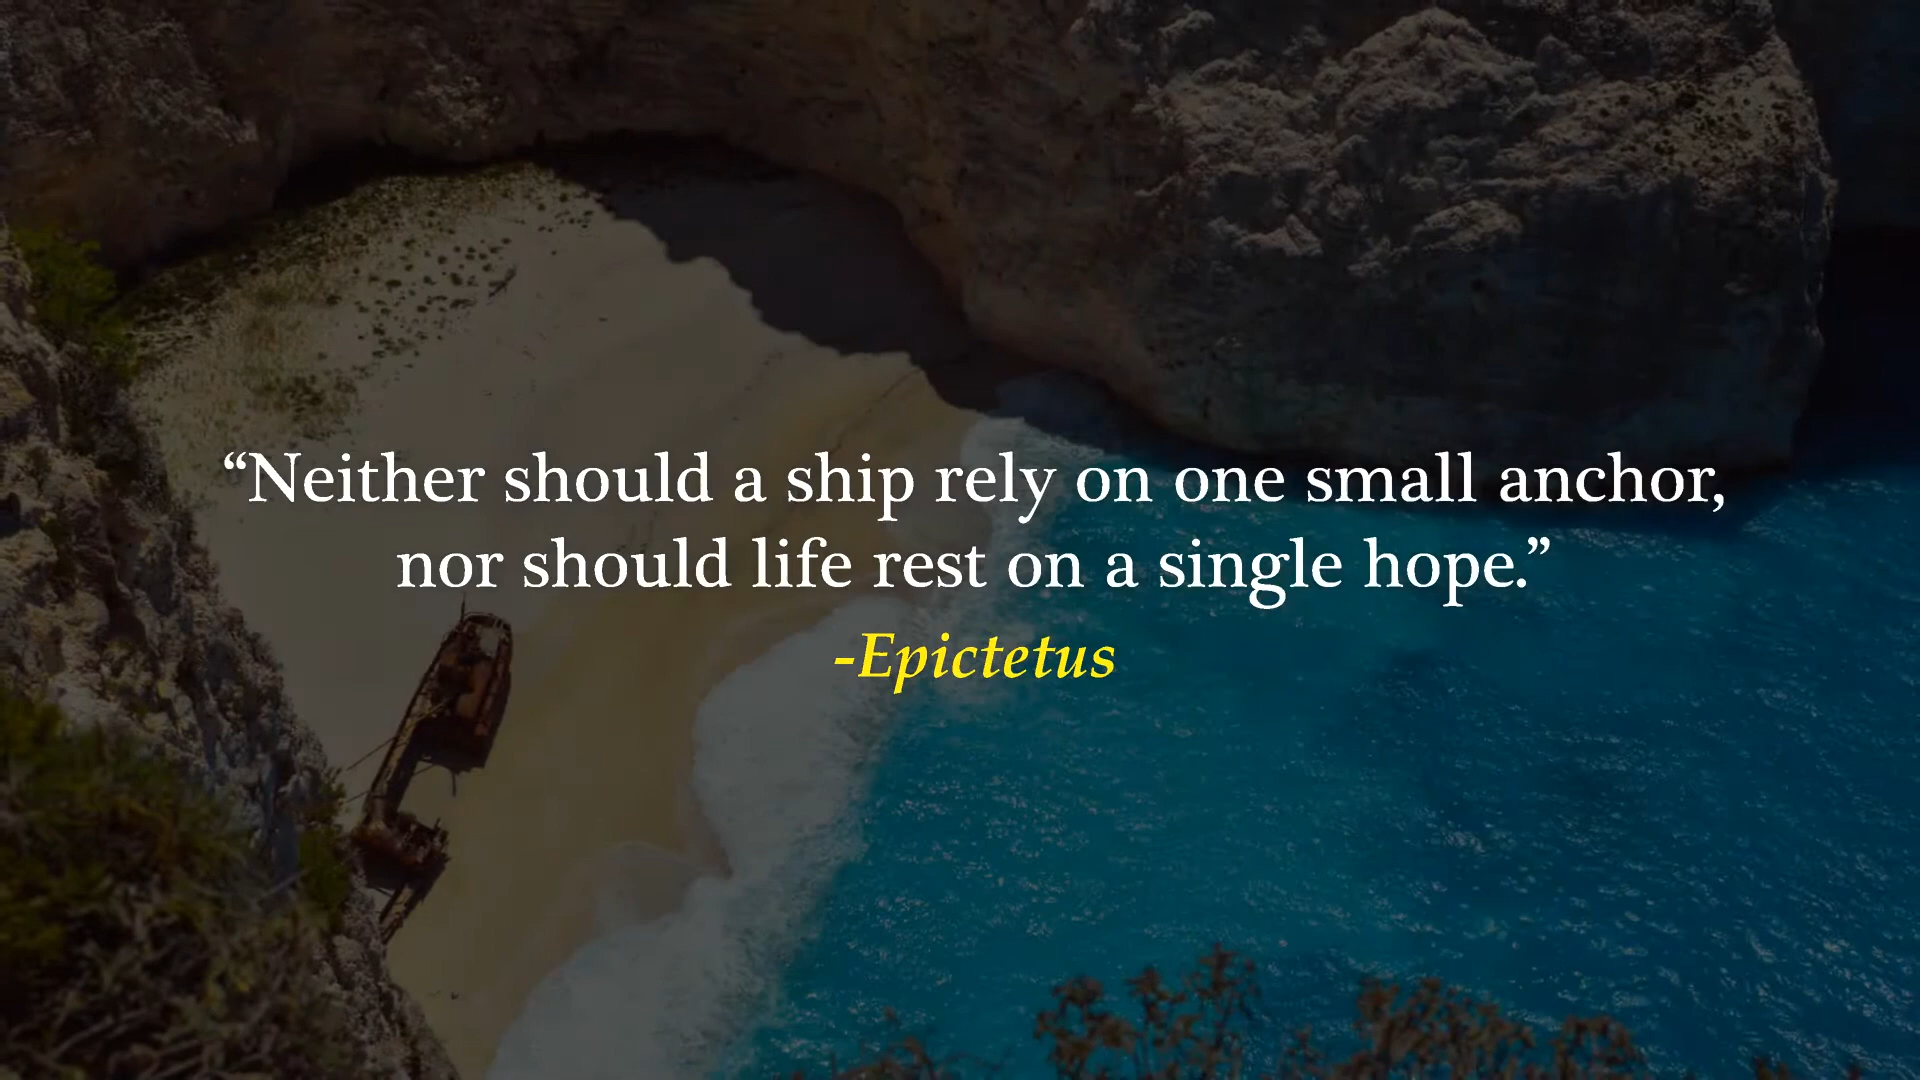 “Neither should a ship rely on one small anchor,
nor should life rest on a single hope.”
-Epictetus